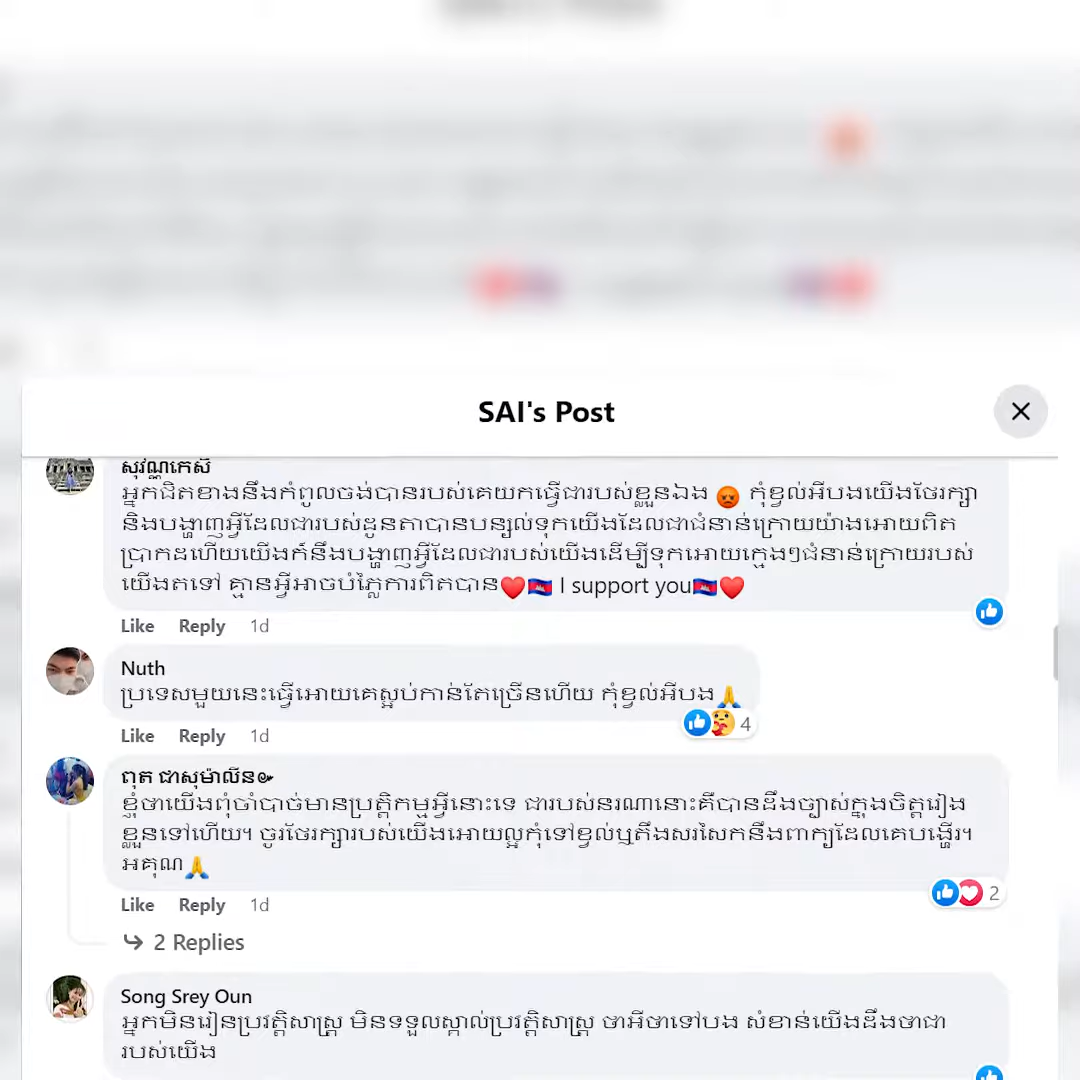 SAI's Post
សុវណ្ណកេសី
អ្នកជិតខាងនឹងកំពូលចង់បានរបស់គេយកធ្វើជារបស់ខ្លួនឯង 😡 កុំខ្វល់អីបងយើងថែរក្សា
និងបង្ហាញអ្វីដែលជារបស់ដូនតាបានបន្សល់ទុកយើងដែលជាជំនាន់ក្រោយយ៉ាងអោយពិត
ប្រាកដហើយយើងក៍នឹងបង្ហាញអ្វីដែលជារបស់យើងដើម្បីទុកអោយក្មេងៗជំនាន់ក្រោយរបស់
យើងតទៅ គ្មានអ្វីអាចបំភ្លៃការពិតបាន❤️🇰🇭 I support you🇰🇭❤️
Like Reply 1d
Nuth
ប្រទេសមួយនេះធ្វើអោយគេស្អប់កាន់តែច្រើនហើយ កុំខ្វល់អីបង🙏
4
Like Reply 1d
ពុត ជាសុម៉ាលីន๛
ខ្ញុំថាយើងពុំចាំបាច់មានប្រត្តិកម្មអ្វីនោះទេ ជារបស់នរណានោះគឺបានដឹងច្បាស់ក្នុងចិត្តរៀង
ខ្លួនទៅហើយ។ ចូរថែរក្សារបស់យើងអោយល្អកុំទៅខ្វល់ឬតឹងសរសៃកនឹងពាក្យដែលគេបង្ហើរ។
អគុណ🙏
2
Like Reply 1d
2 Replies
Song Srey Oun
អ្នកមិនរៀនប្រវត្តិសាស្ត្រ មិនទទួលស្គាល់ប្រវត្តិសាស្ត្រ ថាអីថាទៅបង សំខាន់យើងដឹងថាជា
របស់យើង